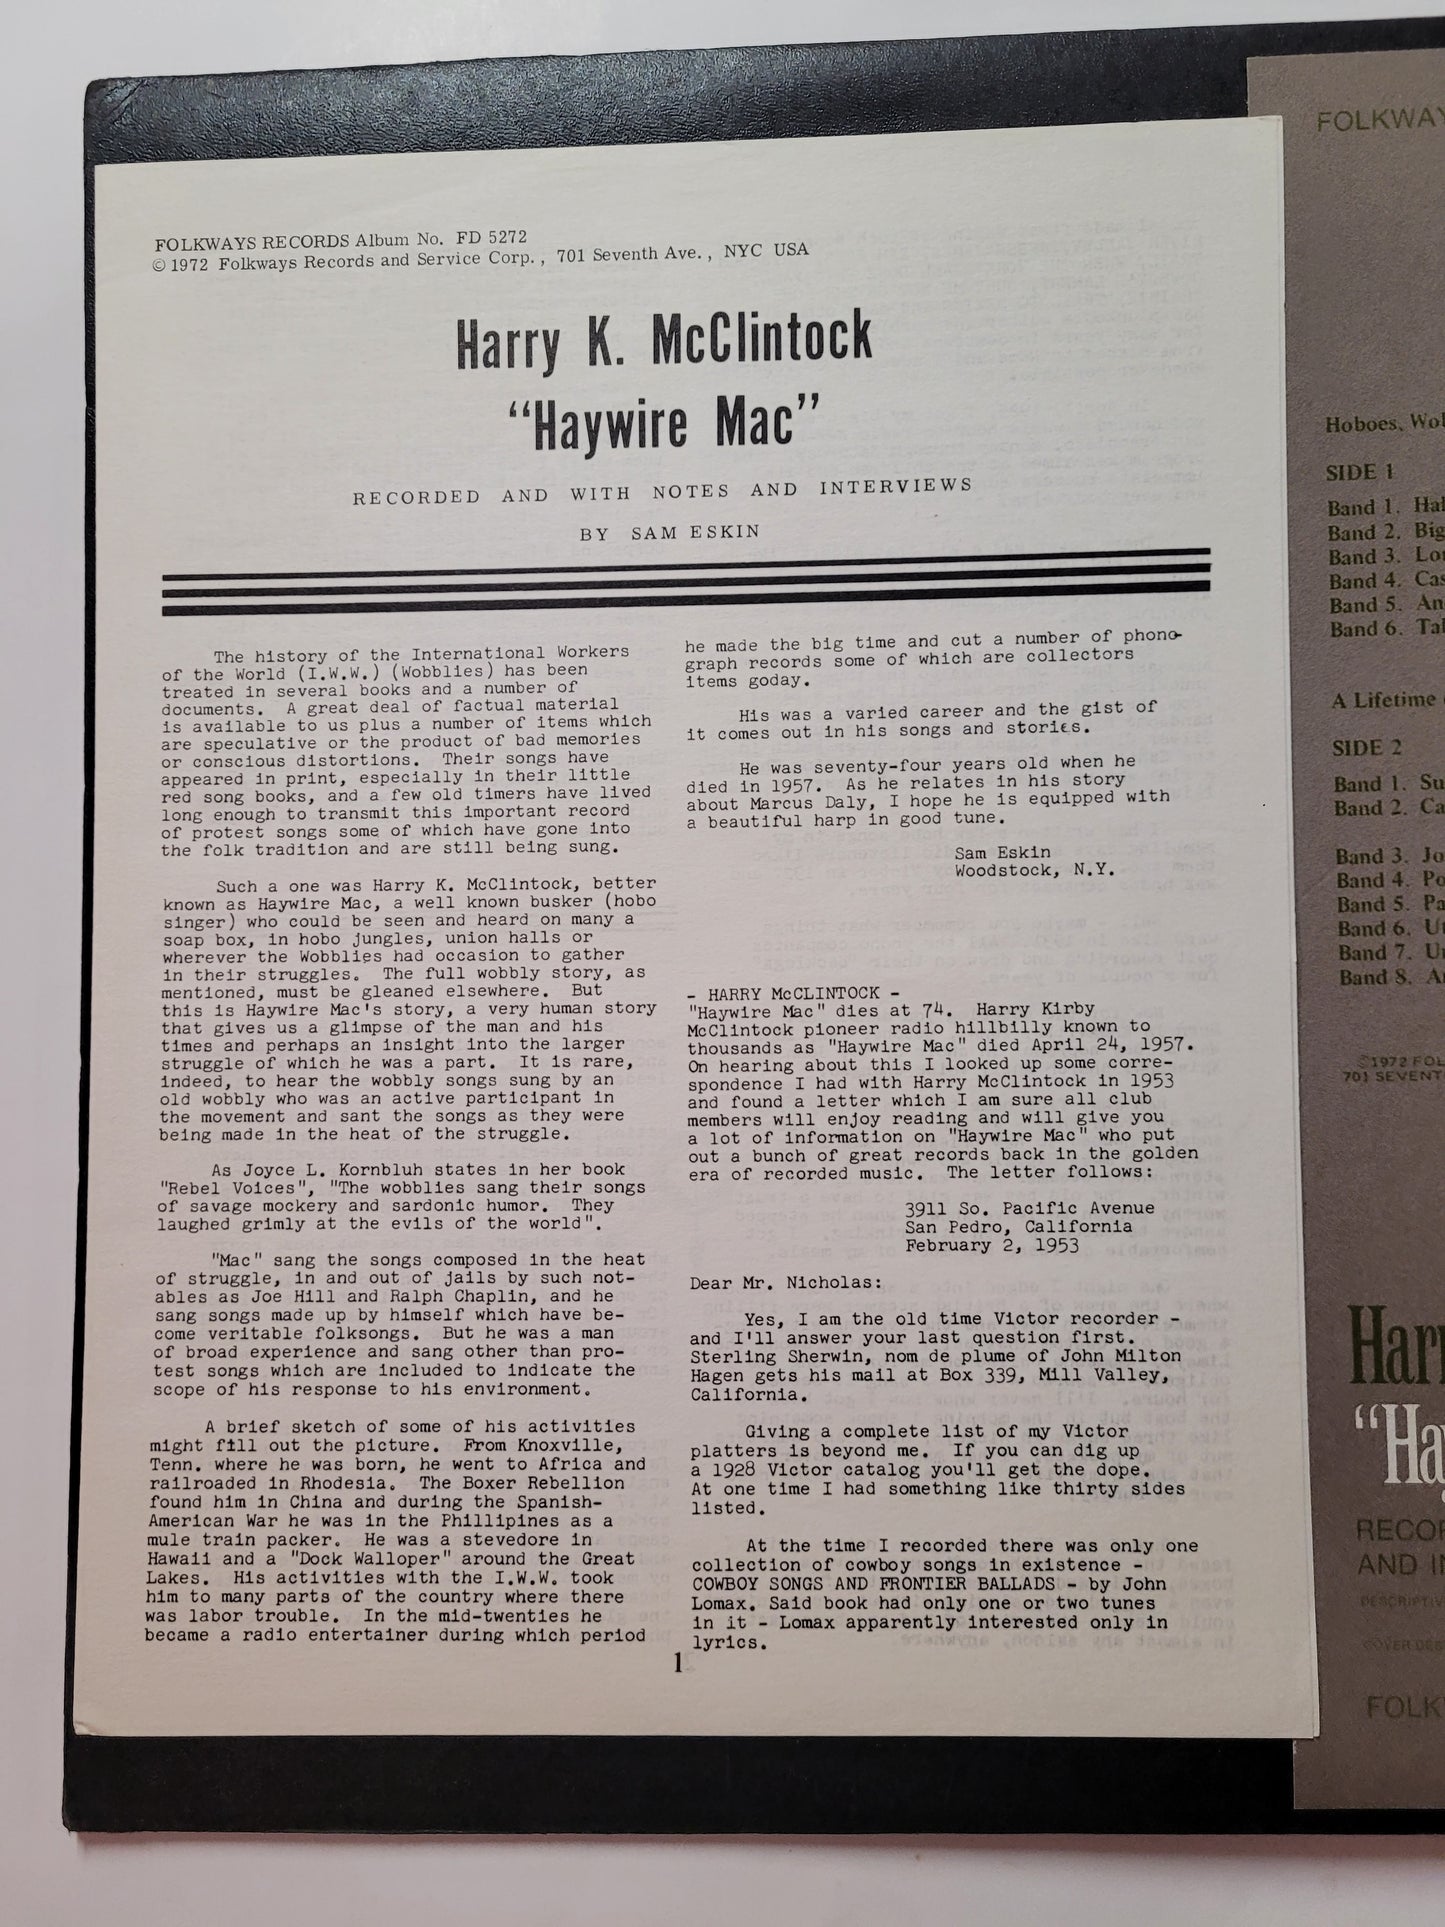 FOLKWAYS RECORDS Album No. FD 5272
© 1972 Folkways Records and Service Corp., 701 Seventh Ave., NYC USA
Harry K. McClintock
“Haywire Mac”
RECORDED AND WITH NOTES AND INTERVIEWS
BY SAM ESKIN
The history of the International Workers
of the World (I.W.W.) (Wobblies) has been
treated in several books and a number of
documents. A great deal of factual material
is available to us plus a number of items which
are speculative or the product of bad memories
or conscious distortions. Their songs have
appeared in print, especially in their little
red song books, and a few old timers have lived
long enough to transmit this important record
of protest songs some of which have gone into
the folk tradition and are still being sung.
Such a one was Harry K. McClintock, better
known as Haywire Mac, a well known busker (hobo
singer) who could be seen and heard on many a
soap box, in hobo jungles, union halls or
wherever the Wobblies had occasion to gather
in their struggles. The full wobbly story, as
mentioned, must be gleaned elsewhere. But
this is Haywire Mac's story, a very human story
that gives us a glimpse of the man and his
times and perhaps an insight into the larger
struggle of which he was a part. It is rare,
indeed, to hear the wobbly songs sung by an
old wobbly who was an active participant in
the movement and sant the songs as they were
being made in the heat of the struggle.
As Joyce L. Kornbluh states in her book
"Rebel Voices", "The wobblies sang their songs
of savage mockery and sardonic humor. They
laughed grimly at the evils of the world".
"Mac" sang the songs composed in the heat
of struggle, in and out of jails by such not-
ables as Joe Hill and Ralph Chaplin, and he
sang songs made up by himself which have be-
come veritable folksongs. But he was a man
of broad experience and sang other than pro-
test songs which are included to indicate the
scope of his response to his environment.
A brief sketch of some of his activities
might fill out the picture. From Knoxville,
Tenn. where he was born, he went to Africa and
railroaded in Rhodesia. The Boxer Rebellion
found him in China and during the Spanish-
American War he was in the Phillipines as a
mule train packer. He was a stevedore in
Hawaii and a "Dock Walloper" around the Great
Lakes. His activities with the I.W.W. took
him to many parts of the country where there
was labor trouble. In the mid-twenties he
became a radio entertainer during which period
he made the big time and cut a number of phono-
graph records some of which are collectors
items goday.
His was a varied career and the gist of
it comes out in his songs and stories.
He was seventy-four years old when he
died in 1957. As he relates in his story
about Marcus Daly, I hope he is equipped with
a beautiful harp in good tune.
Sam Eskin
Woodstock, N.Y.
- HARRY McCLINTOCK -
"Haywire Mac" dies at 74. Harry Kirby
McClintock pioneer radio hillbilly known to
thousands as "Haywire Mac" died April 24, 1957.
On hearing about this I looked up some corre-
spondence I had with Harry McClintock in 1953
and found a letter which I am sure all club
members will enjoy reading and will give you
a lot of information on "Haywire Mac" who put
out a bunch of great records back in the golden
era of recorded music. The letter follows:
3911 So. Pacific Avenue
San Pedro, California
February 2, 1953
Dear Mr. Nicholas:
Yes, I am the old time Victor recorder -
and I'll answer your last question first.
Sterling Sherwin, nom de plume of John Milton
Hagen gets his mail at Box 339, Mill Valley,
California.
Giving a complete list of my Victor
platters is beyond me. If you can dig up
a 1928 Victor catalog you'll get the dope.
At one time I had something like thirty sides
listed.
At the time I recorded there was only one
collection of cowboy songs in existence -
COWBOY SONGS AND FRONTIER BALLADS - by John
Lomax. Said book had only one or two tunes
in it - Lomax apparently interested only in
lyrics.
1
FOLKWAY
Hoboes, Wol
SIDE 1
Band 1. Hal
Band 2. Big
Band 3. Lo
Band 4. Cas
Band 5. An
Band 6. Tal
A Lifetime
SIDE 2
Band 1. Su
Band 2. Ca
Band 3. Jo
Band 4. Po
Band 5. Pa
Band 6. Ut
Band 7. Un
Band 8. A
©1972 FOL
701 SEVENT
Harr
“Hay
RECOR
AND IN
DESCRIPTIV
COVER DES
FOLK